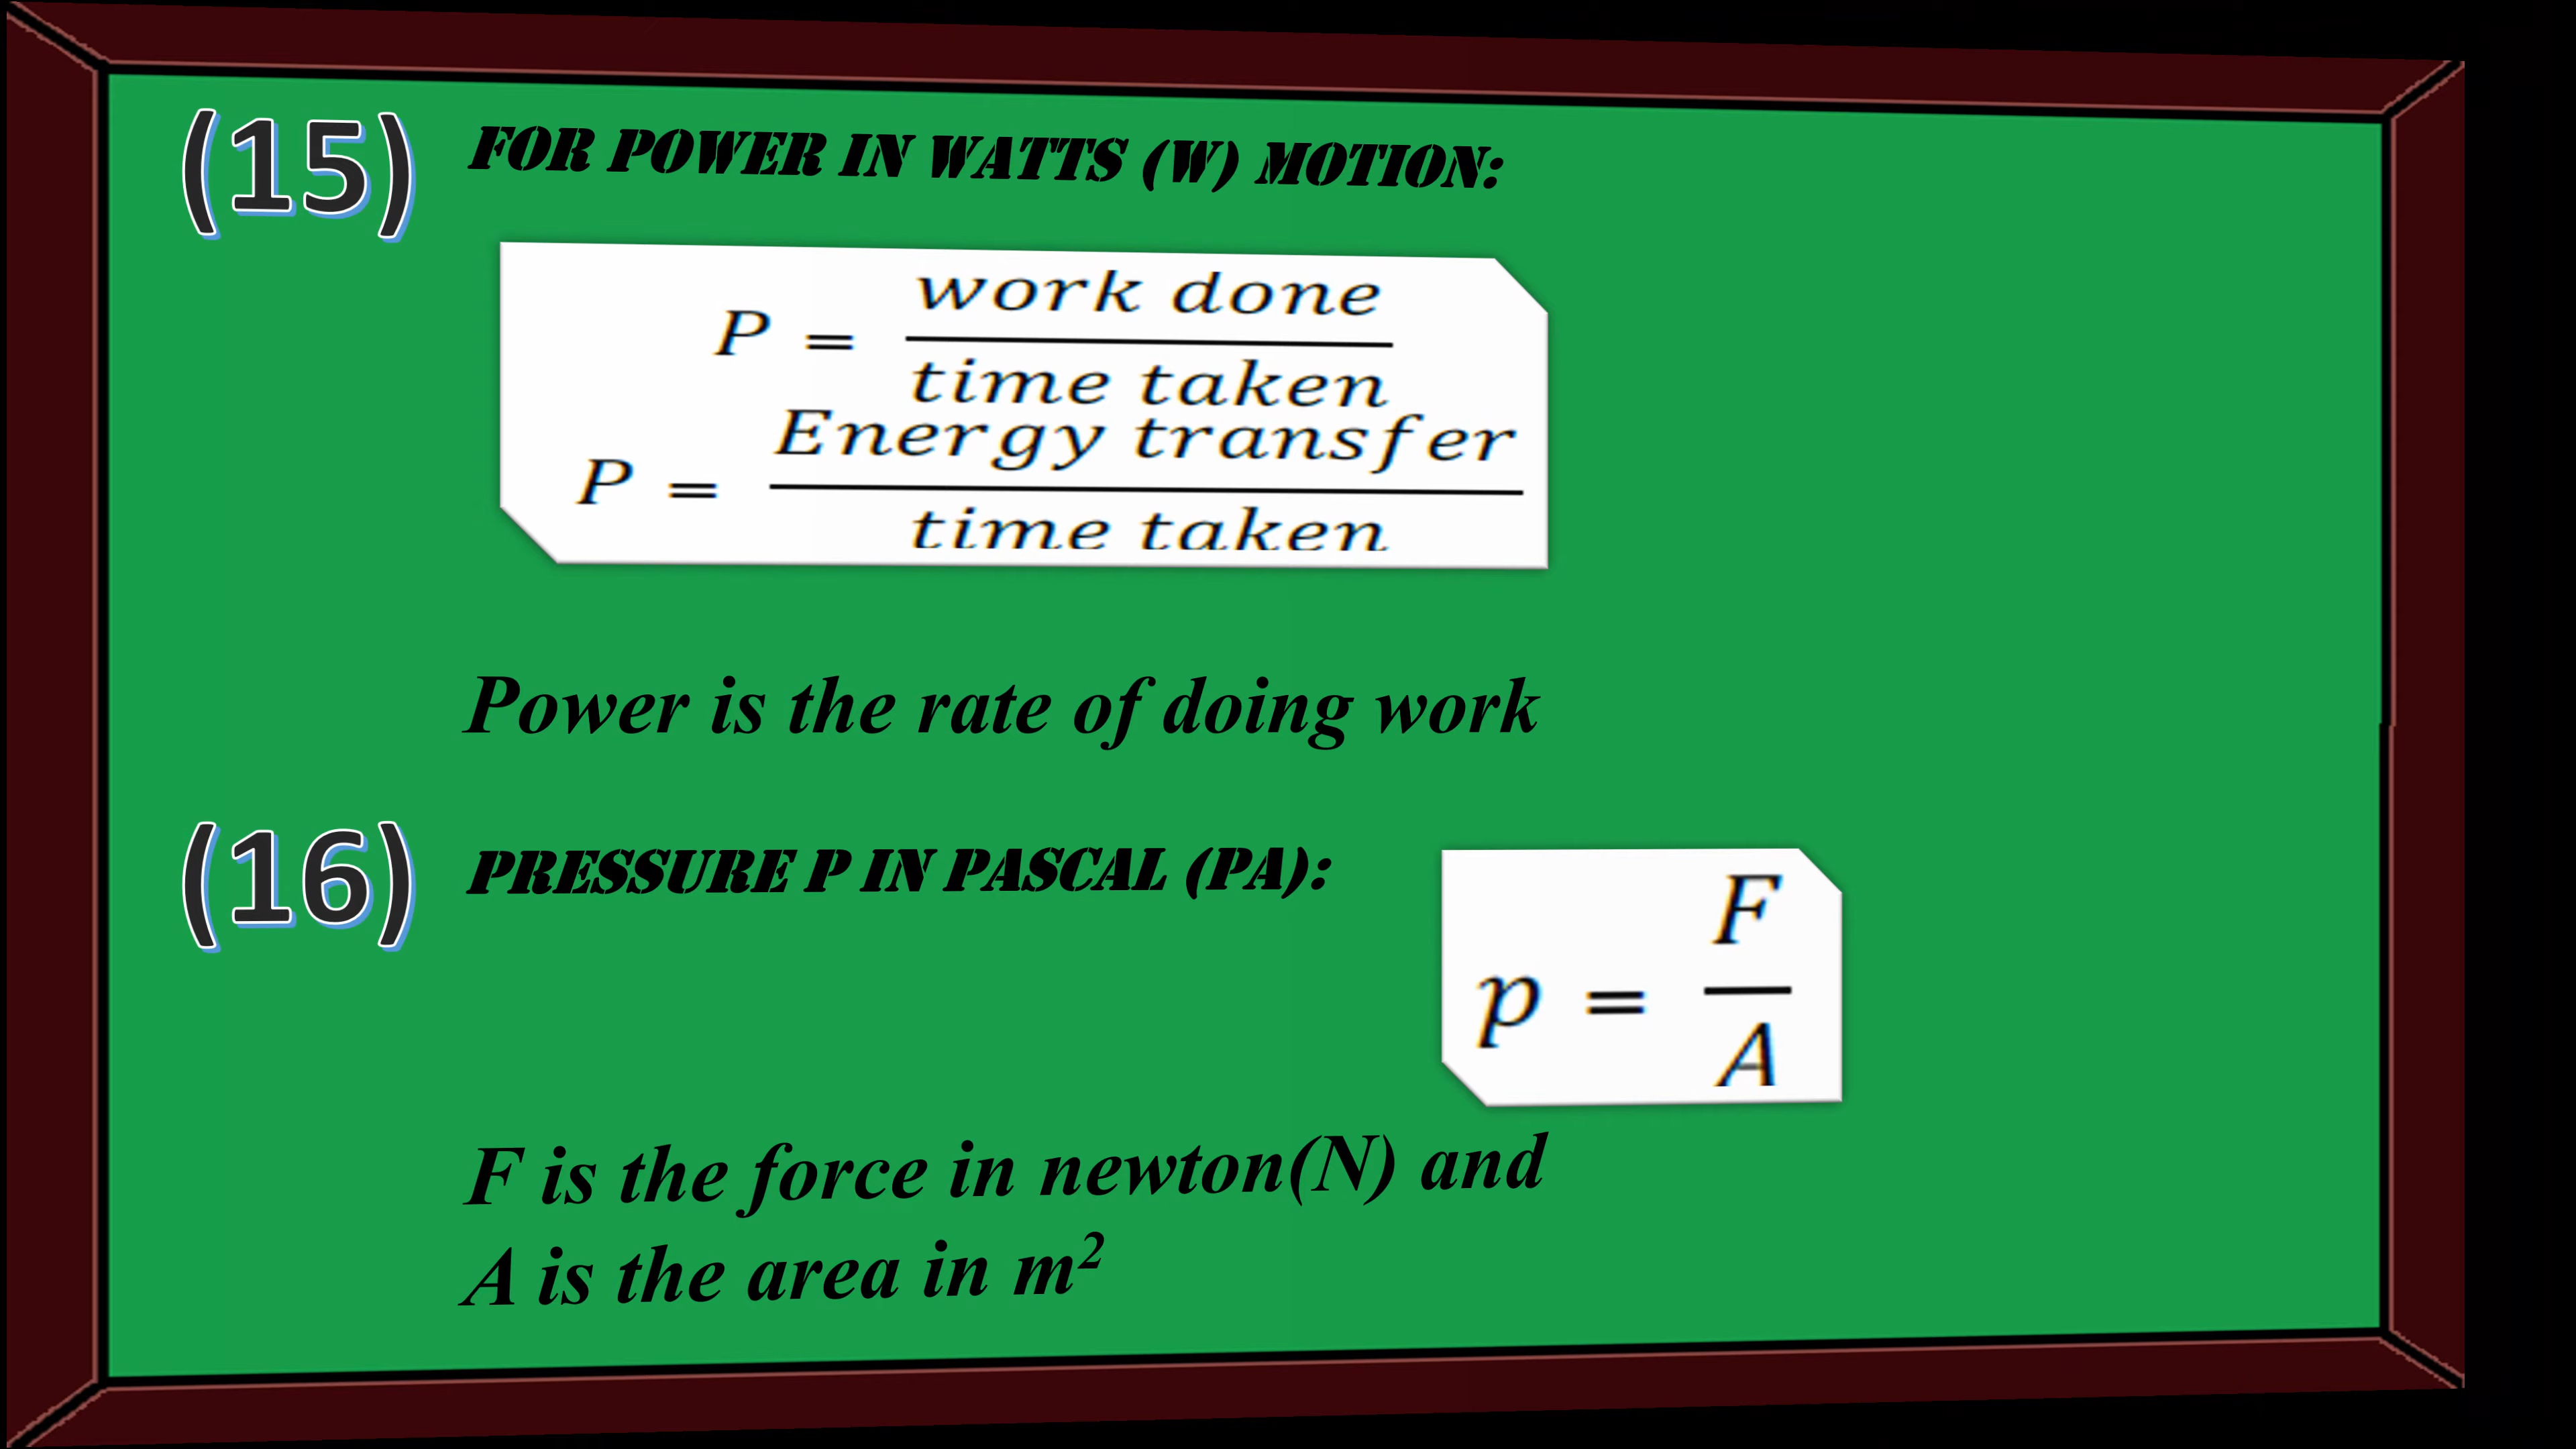 (15) FOR POWER IN WATTS (W) MOTION:
P = work done / time taken
P = Energy transfer / time taken
Power is the rate of doing work
(16) PRESSURE P IN PASCAL (PA):
p = F / A
F is the force in newton(N) and
A is the area in m²